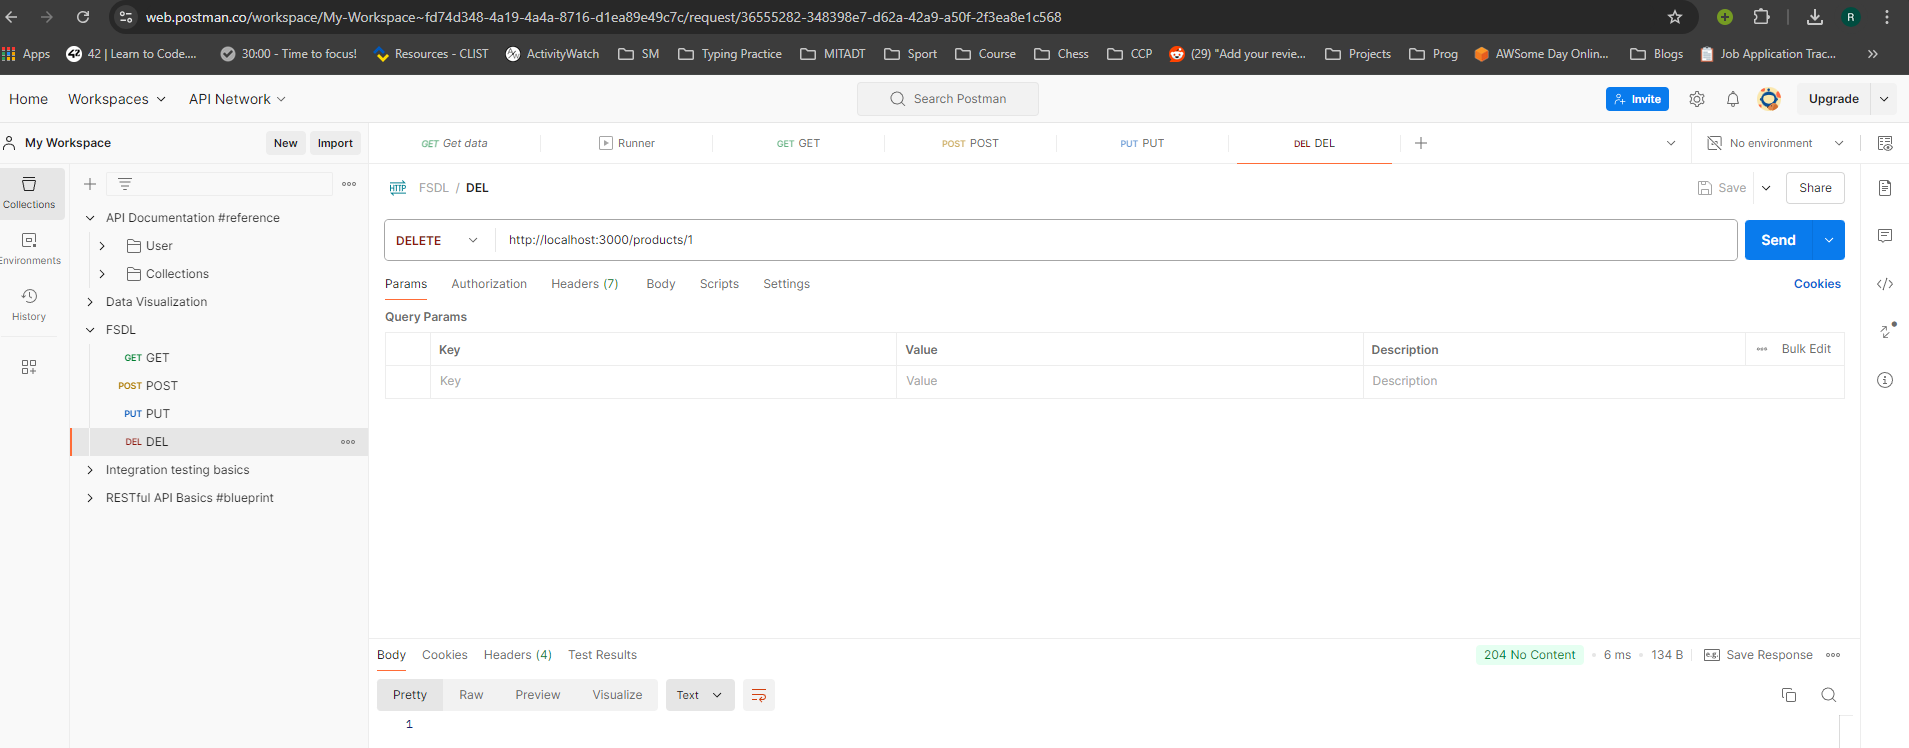 web.postman.co/workspace/My-Workspace~fd74d348-4a19-4a4a-8716-d1ea89e49c7c/request/36555282-348398e7-d62a-42a9-a50f-2f3ea8e1c568
R
Apps 42 | Learn to Code.... 30:00 - Time to focus! Resources - CLIST ActivityWatch SM Typing Practice MITADT Sport Course Chess CCP (29) "Add your revie... Projects Prog AWSome Day Onlin... Blogs Job Application Trac... »
Home Workspaces API Network Search Postman Invite Upgrade
My Workspace New Import GET Get data Runner GET GET POST POST PUT PUT DEL DEL No environment
Collections
HTTP FSDL / DEL Save Share
API Documentation #reference
User
Collections
Data Visualization
FSDL
GET GET
POST POST
PUT PUT
DEL DEL
Integration testing basics
RESTful API Basics #blueprint
Environments
History
DELETE http://localhost:3000/products/1 Send
Params Authorization Headers (7) Body Scripts Settings Cookies
Query Params
Key Value Description Bulk Edit
Key Value Description
Body Cookies Headers (4) Test Results 204 No Content 6 ms 134 B e.g. Save Response
Pretty Raw Preview Visualize Text
1